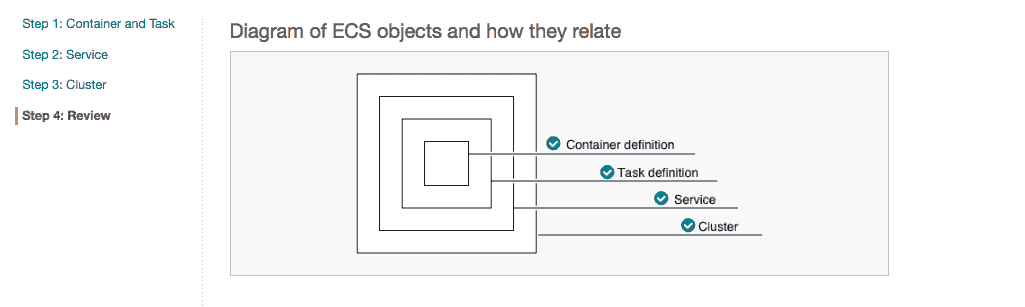 Step 1: Container and Task
Step 2: Service
Step 3: Cluster
Step 4: Review
Diagram of ECS objects and how they relate
Container definition
Task definition
Service
Cluster